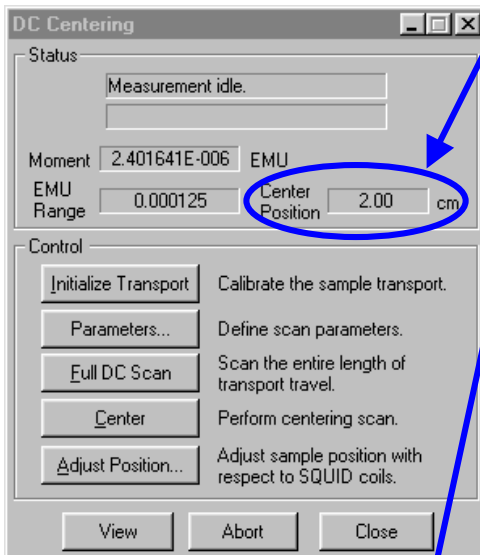 DC Centering
Status
Measurement idle.
Moment 2.401641E-006 EMU
EMU Range 0.000125 Center Position 2.00 cm
Control
Initialize Transport Calibrate the sample transport.
Parameters... Define scan parameters.
Full DC Scan Scan the entire length of
transport travel.
Center Perform centering scan.
Adjust Position... Adjust sample position with
respect to SQUID coils.
View Abort Close